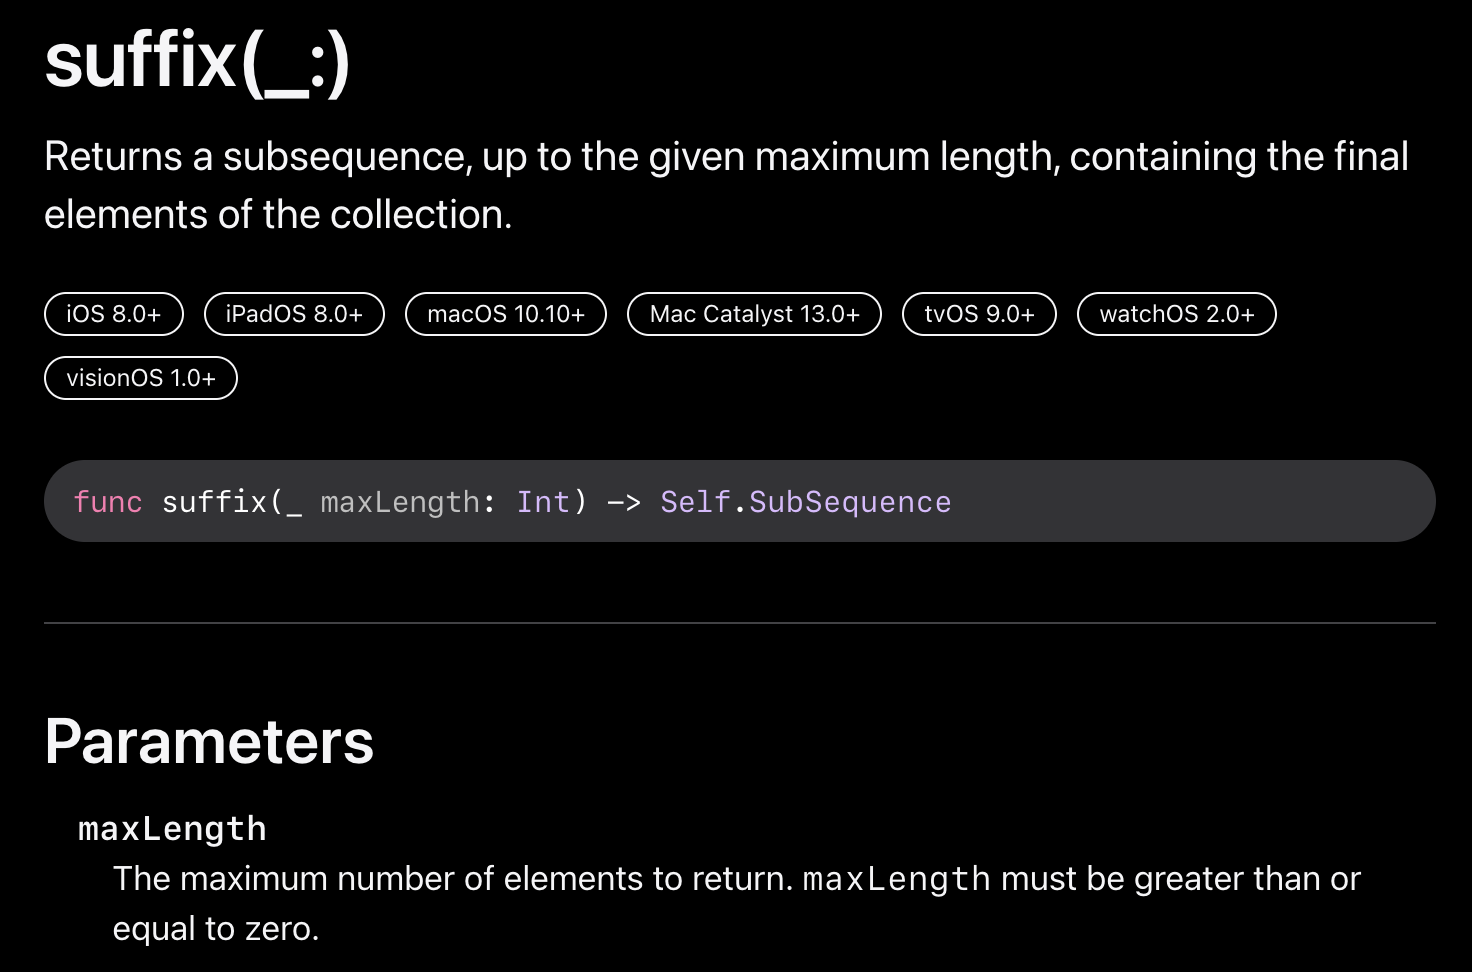 suffix(_:)
Returns a subsequence, up to the given maximum length, containing the final
elements of the collection.
iOS 8.0+ iPadOS 8.0+ macOS 10.10+ Mac Catalyst 13.0+ tvOS 9.0+ watchOS 2.0+
visionOS 1.0+
func suffix(_ maxLength: Int) -> Self.SubSequence
Parameters
maxLength
The maximum number of elements to return. maxLength must be greater than or
equal to zero.